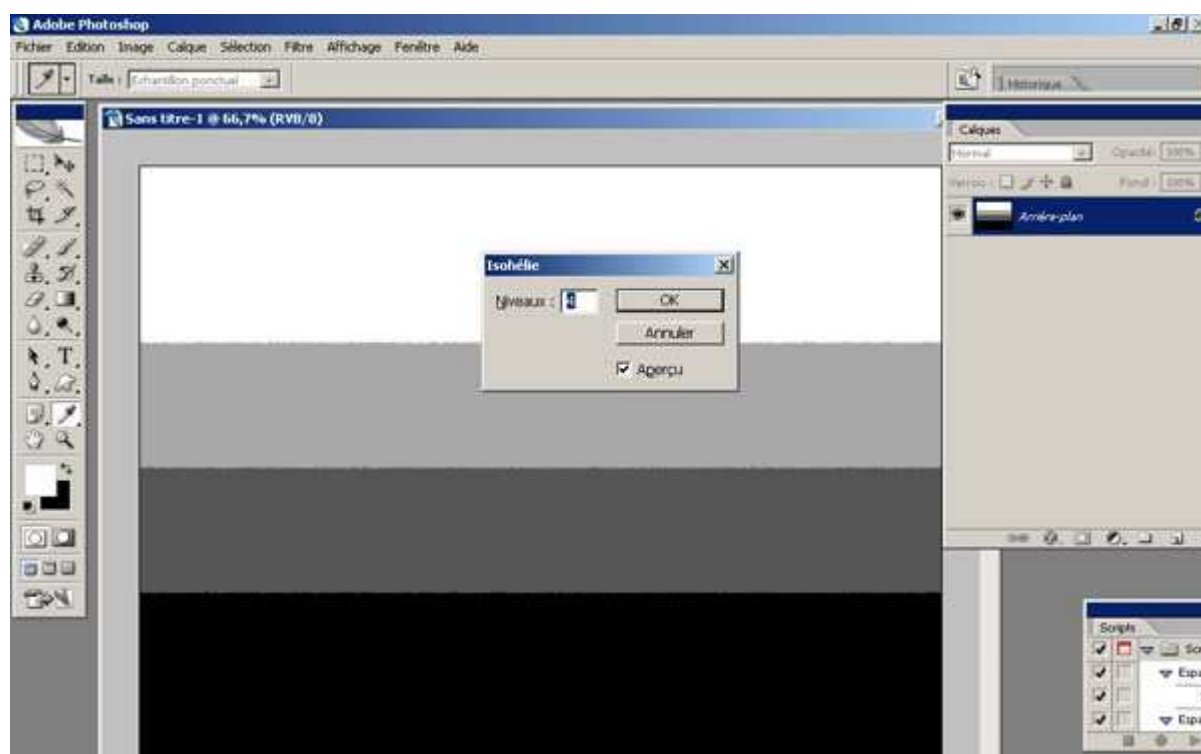 Adobe Photoshop
Fichier Edition Image Calque Sélection Filtre Affichage Fenêtre Aide
Taille : Echantillon ponctuel
Historique
Sans titre-1 @ 66,7% (RVB/8)
Calques
Normal Opacité : 100%
Verrou : Fond : 100%
Arrière-plan
Isohélie
Niveaux : 4
OK
Annuler
Aperçu
T
Scripts